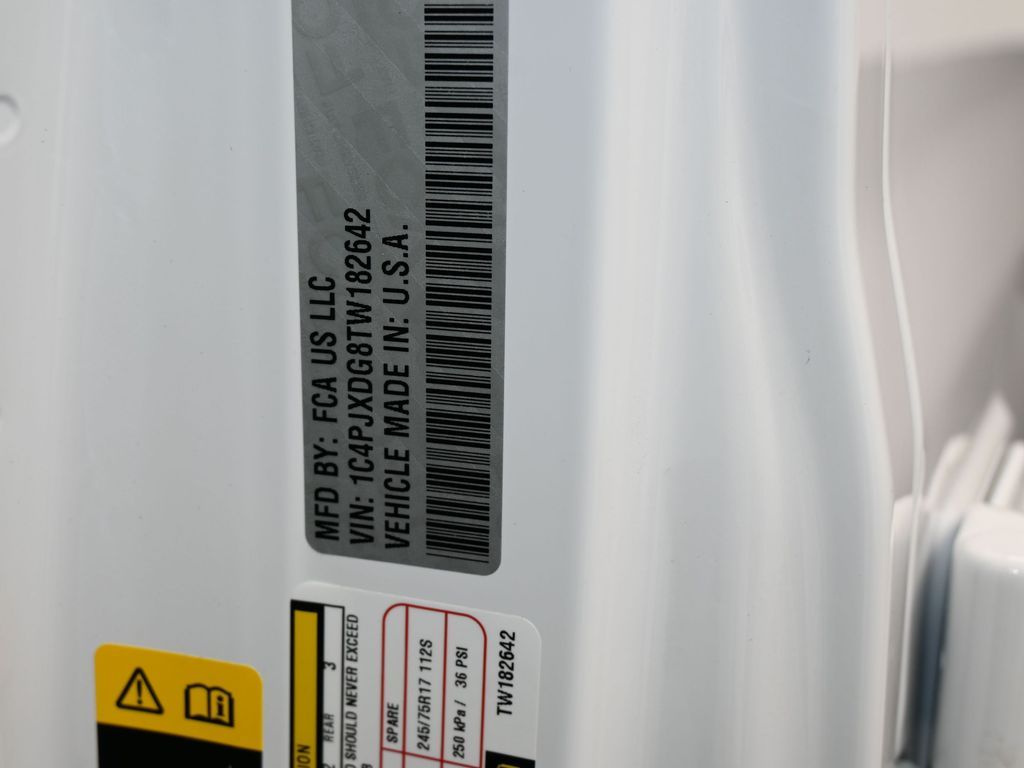 MFD BY: FCA US LLC
VIN: 1C4PJXDG8TW182642
VEHICLE MADE IN: U.S.A.
REAR 3
SHOULD NEVER EXCEED
SPARE
245/75R17 112S
250 kPa / 36 PSI
TW182642